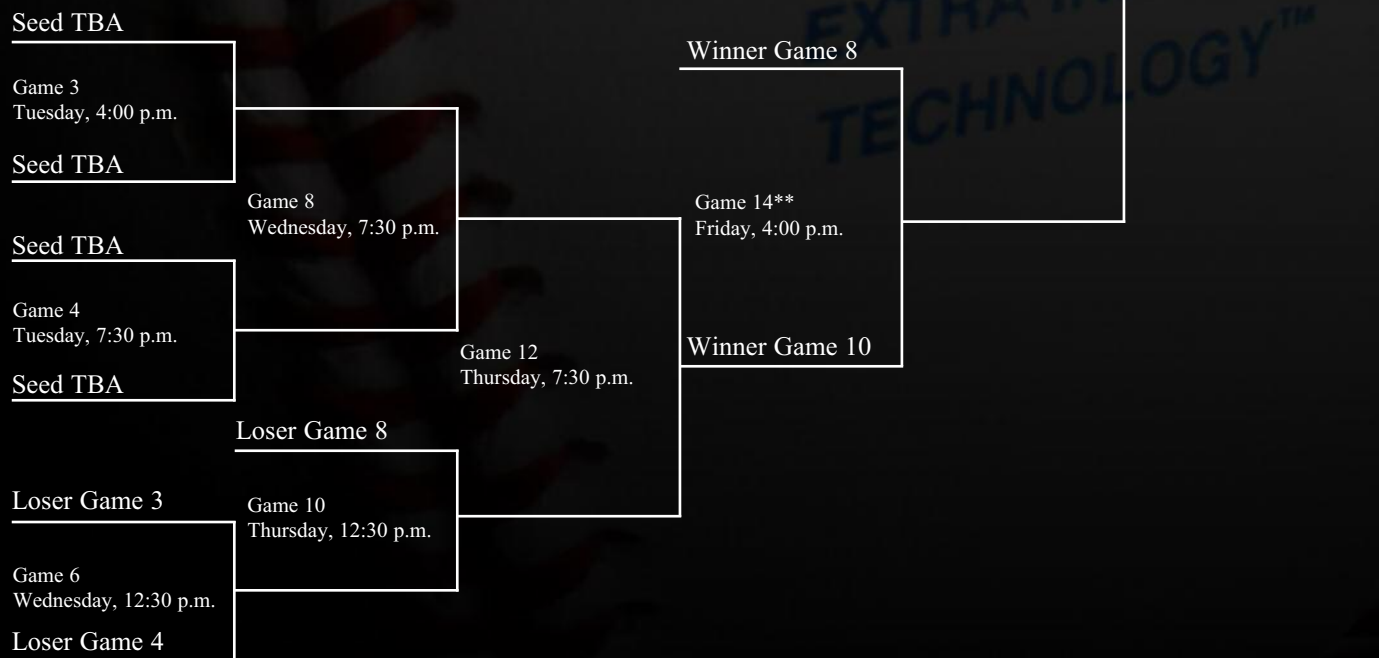 Seed TBA
Game 3
Tuesday, 4:00 p.m.
Seed TBA
Game 8
Wednesday, 7:30 p.m.
Seed TBA
Game 4
Tuesday, 7:30 p.m.
Seed TBA
Game 12
Thursday, 7:30 p.m.
Loser Game 8
Game 10
Thursday, 12:30 p.m.
Loser Game 3
Game 6
Wednesday, 12:30 p.m.
Loser Game 4
Winner Game 8
Game 14**
Friday, 4:00 p.m.
Winner Game 10
EXTRA
TECHNOLOGY™